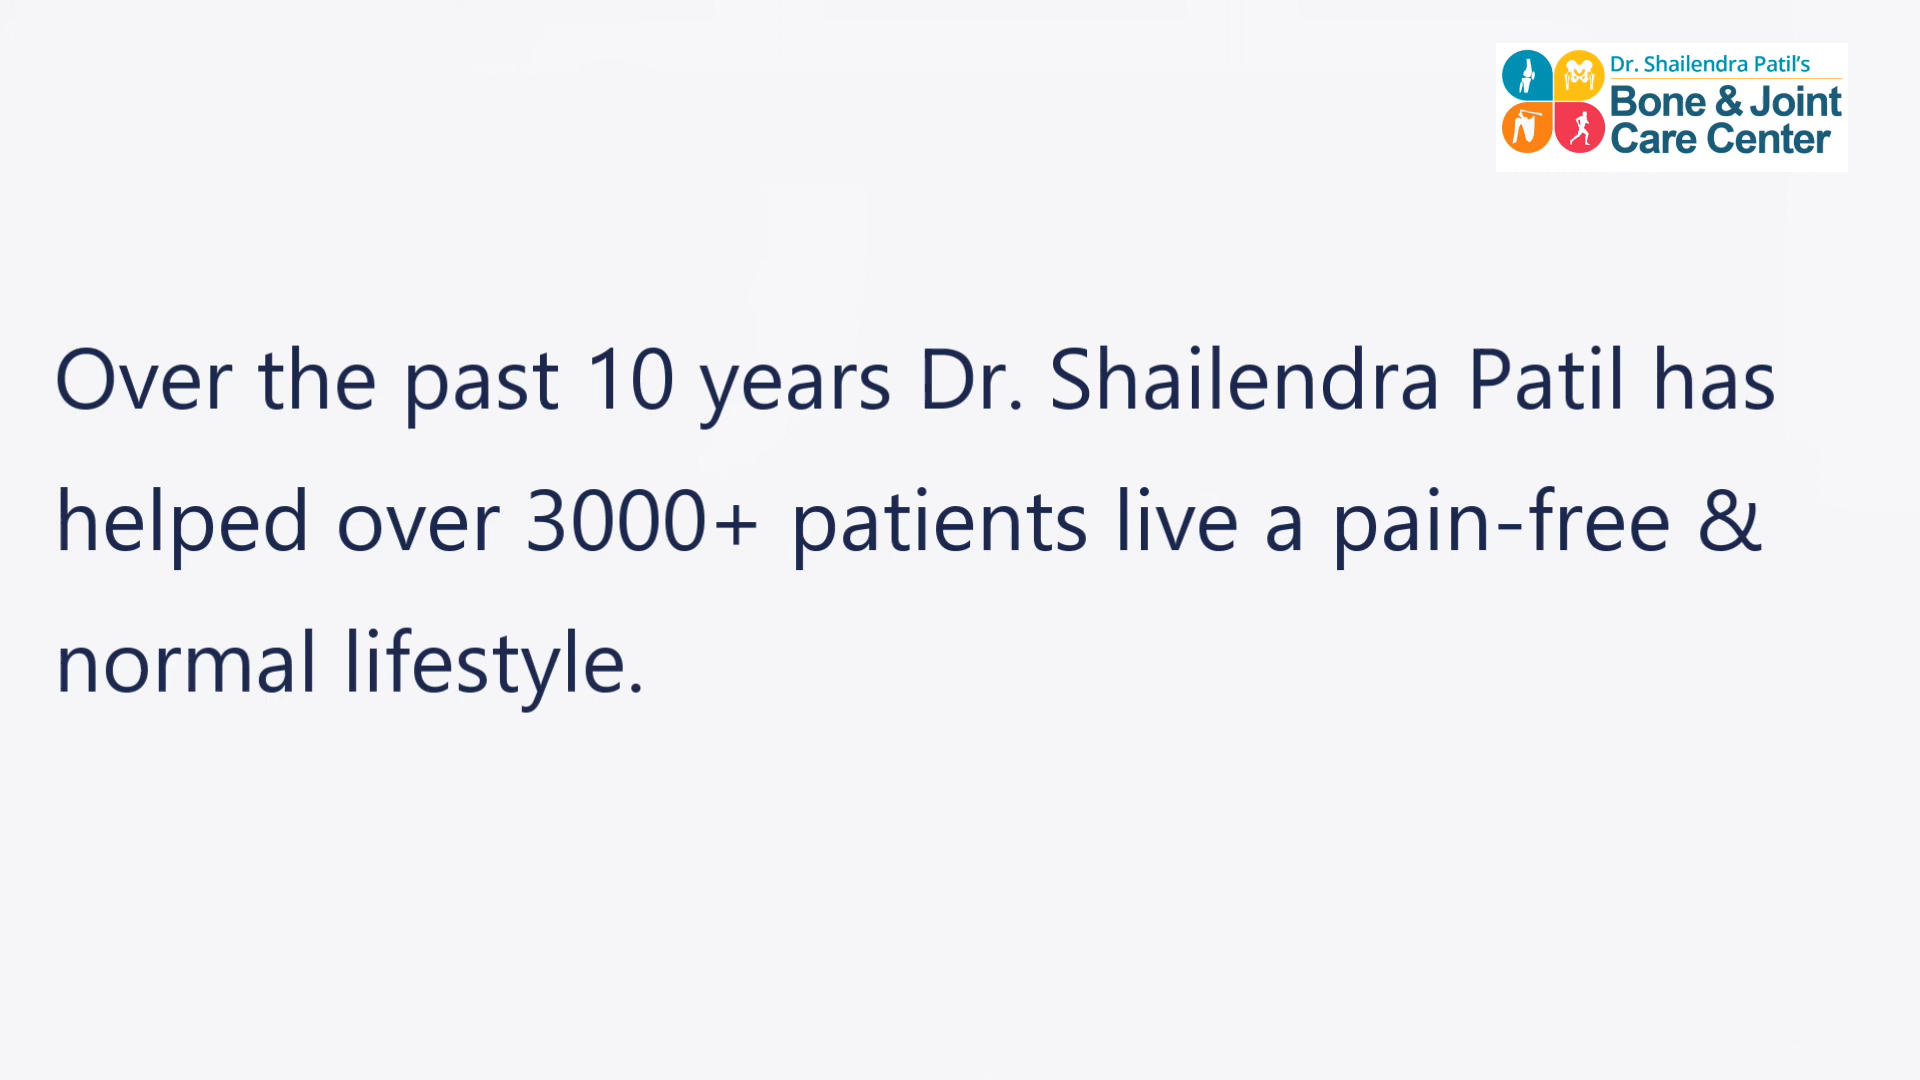 Dr. Shailendra Patil's
Bone & Joint
Care Center
Over the past 10 years Dr. Shailendra Patil has
helped over 3000+ patients live a pain-free &
normal lifestyle.